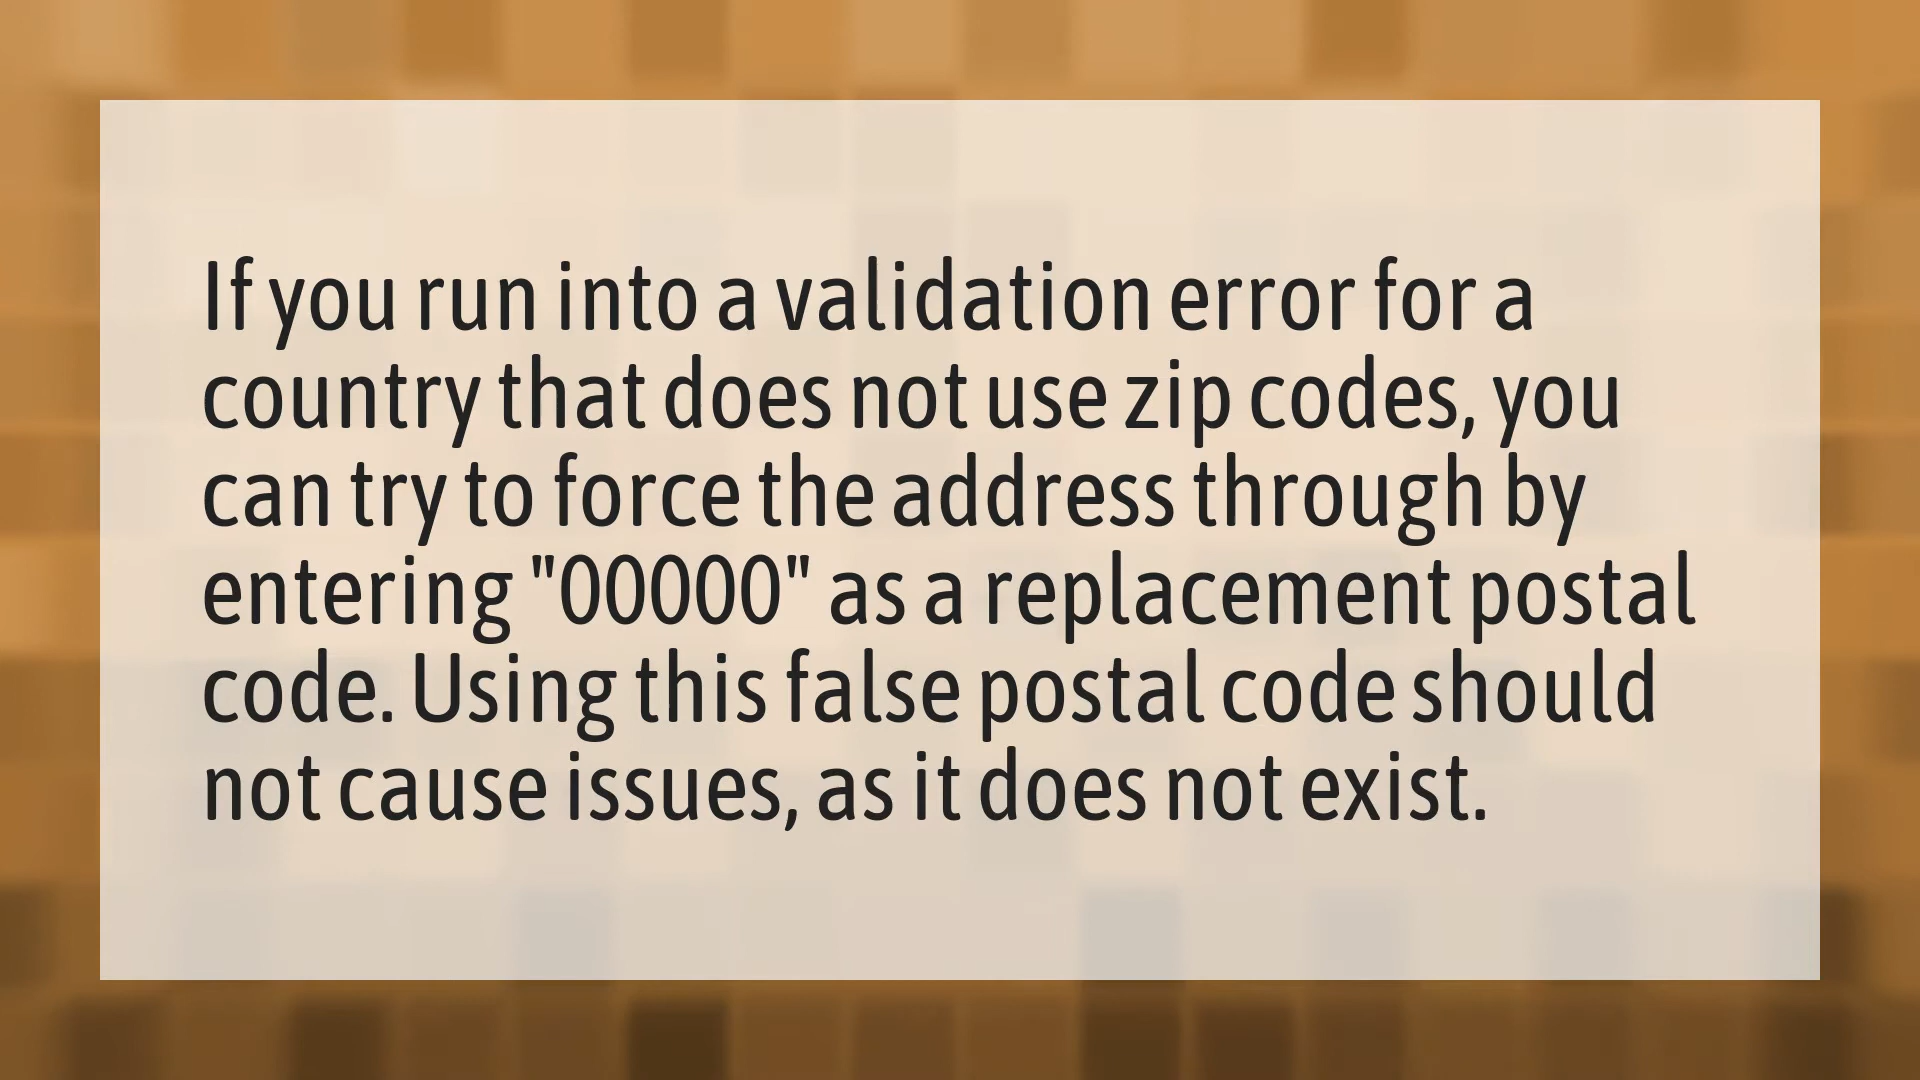 If you run into a validation error for a
country that does not use zip codes, you
can try to force the address through by
entering "00000" as a replacement postal
code. Using this false postal code should
not cause issues, as it does not exist.